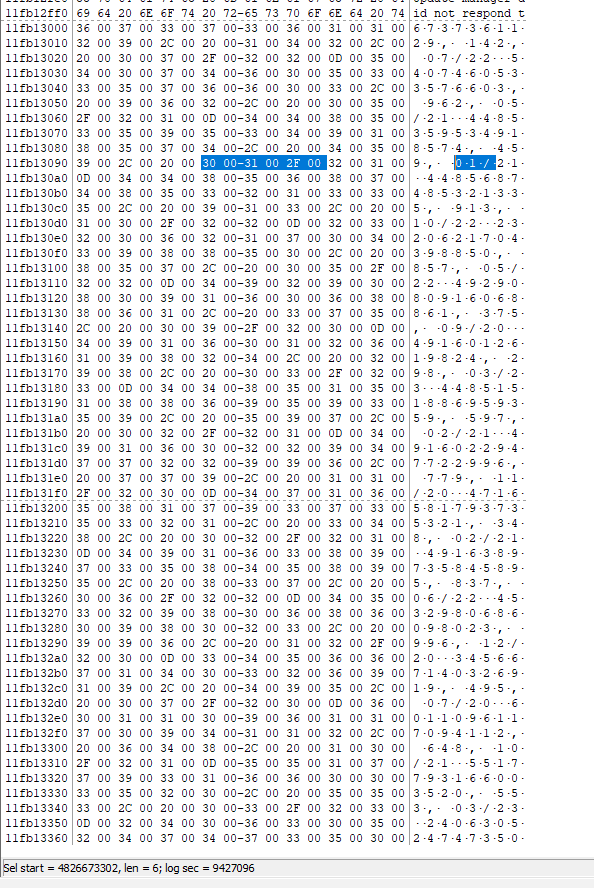 11fb12ff0 69 64 20 6E 6F 74 20 72-65 73 70 6F 6E 64 20 74 id not respond t
11fb13000 36 00 37 00 33 00 37 00-33 00 36 00 31 00 31 00 6·7·3·7·3·6·1·1·
11fb13010 32 00 39 00 2C 00 20 00-31 00 34 00 32 00 2C 00 2·9·,· ·1·4·2·,·
11fb13020 20 00 30 00 37 00 2F 00-32 00 32 00 0D 00 35 00  ·0·7·/·2·2···5·
11fb13030 34 00 30 00 37 00 34 00-36 00 30 00 35 00 33 00 4·0·7·4·6·0·5·3·
11fb13040 33 00 35 00 37 00 36 00-36 00 30 00 33 00 2C 00 3·5·7·6·6·0·3·,·
11fb13050 20 00 39 00 36 00 32 00-2C 00 20 00 30 00 35 00  ·9·6·2·,· ·0·5·
11fb13060 2F 00 32 00 31 00 0D 00-34 00 34 00 38 00 35 00 /·2·1···4·4·8·5·
11fb13070 33 00 35 00 39 00 35 00-33 00 34 00 39 00 31 00 3·5·9·5·3·4·9·1·
11fb13080 38 00 35 00 37 00 34 00-2C 00 20 00 34 00 35 00 8·5·7·4·,· ·4·5·
11fb13090 39 00 2C 00 20 00 30 00-31 00 2F 00 32 00 31 00 9·,· ·0·1·/·2·1·
11fb130a0 0D 00 34 00 34 00 38 00-35 00 36 00 38 00 37 00 ··4·4·8·5·6·8·7·
11fb130b0 34 00 38 00 35 00 33 00-32 00 31 00 33 00 33 00 4·8·5·3·2·1·3·3·
11fb130c0 35 00 2C 00 20 00 39 00-31 00 33 00 2C 00 20 00 5·,· ·9·1·3·,· ·
11fb130d0 31 00 30 00 2F 00 32 00-32 00 0D 00 32 00 33 00 1·0·/·2·2···2·3·
11fb130e0 32 00 30 00 36 00 32 00-31 00 37 00 30 00 34 00 2·0·6·2·1·7·0·4·
11fb130f0 33 00 39 00 38 00 38 00-35 00 30 00 2C 00 20 00 3·9·8·8·5·0·,· ·
11fb13100 38 00 35 00 37 00 2C 00-20 00 30 00 35 00 2F 00 8·5·7·,· ·0·5·/·
11fb13110 32 00 32 00 0D 00 34 00-39 00 32 00 39 00 30 00 2·2···4·9·2·9·0·
11fb13120 38 00 30 00 39 00 31 00-36 00 30 00 36 00 38 00 8·0·9·1·6·0·6·8·
11fb13130 38 00 36 00 31 00 2C 00-20 00 33 00 37 00 35 00 8·6·1·,· ·3·7·5·
11fb13140 2C 00 20 00 30 00 39 00-2F 00 32 00 30 00 0D 00 ,· ·0·9·/·2·0···
11fb13150 34 00 39 00 31 00 36 00-30 00 31 00 32 00 36 00 4·9·1·6·0·1·2·6·
11fb13160 31 00 39 00 38 00 32 00-34 00 2C 00 20 00 32 00 1·9·8·2·4·,· ·2·
11fb13170 39 00 38 00 2C 00 20 00-30 00 33 00 2F 00 32 00 9·8·,· ·0·3·/·2·
11fb13180 33 00 0D 00 34 00 34 00-38 00 35 00 31 00 35 00 3···4·4·8·5·1·5·
11fb13190 31 00 38 00 38 00 36 00-39 00 35 00 39 00 33 00 1·8·8·6·9·5·9·3·
11fb131a0 35 00 39 00 2C 00 20 00-35 00 39 00 37 00 2C 00 5·9·,· ·5·9·7·,·
11fb131b0 20 00 30 00 32 00 2F 00-32 00 31 00 0D 00 34 00  ·0·2·/·2·1···4·
11fb131c0 39 00 31 00 36 00 30 00-32 00 32 00 39 00 34 00 9·1·6·0·2·2·9·4·
11fb131d0 37 00 37 00 32 00 32 00-39 00 39 00 36 00 2C 00 7·7·2·2·9·9·6·,·
11fb131e0 20 00 37 00 37 00 39 00-2C 00 20 00 31 00 31 00  ·7·7·9·,· ·1·1·
11fb131f0 2F 00 32 00 30 00 0D 00-34 00 37 00 31 00 36 00 /·2·0···4·7·1·6·
11fb13200 35 00 38 00 31 00 37 00-39 00 33 00 37 00 33 00 5·8·1·7·9·3·7·3·
11fb13210 35 00 33 00 32 00 31 00-2C 00 20 00 33 00 34 00 5·3·2·1·,· ·3·4·
11fb13220 38 00 2C 00 20 00 30 00-32 00 2F 00 32 00 31 00 8·,· ·0·2·/·2·1·
11fb13230 0D 00 34 00 39 00 31 00-36 00 33 00 38 00 39 00 ··4·9·1·6·3·8·9·
11fb13240 37 00 33 00 35 00 38 00-34 00 35 00 38 00 39 00 7·3·5·8·4·5·8·9·
11fb13250 35 00 2C 00 20 00 38 00-33 00 37 00 2C 00 20 00 5·,· ·8·3·7·,· ·
11fb13260 30 00 36 00 2F 00 32 00-32 00 0D 00 34 00 35 00 0·6·/·2·2···4·5·
11fb13270 33 00 32 00 39 00 38 00-30 00 36 00 38 00 36 00 3·2·9·8·0·6·8·6·
11fb13280 30 00 39 00 38 00 30 00-32 00 33 00 2C 00 20 00 0·9·8·0·2·3·,· ·
11fb13290 39 00 39 00 36 00 2C 00-20 00 31 00 32 00 2F 00 9·9·6·,· ·1·2·/·
11fb132a0 32 00 30 00 0D 00 33 00-34 00 35 00 36 00 36 00 2·0···3·4·5·6·6·
11fb132b0 37 00 31 00 34 00 30 00-33 00 32 00 36 00 39 00 7·1·4·0·3·2·6·9·
11fb132c0 31 00 39 00 2C 00 20 00-34 00 39 00 35 00 2C 00 1·9·,· ·4·9·5·,·
11fb132d0 20 00 30 00 37 00 2F 00-32 00 30 00 0D 00 36 00  ·0·7·/·2·0···6·
11fb132e0 30 00 31 00 31 00 30 00-39 00 36 00 31 00 31 00 0·1·1·0·9·6·1·1·
11fb132f0 37 00 30 00 39 00 34 00-31 00 31 00 32 00 2C 00 7·0·9·4·1·1·2·,·
11fb13300 20 00 36 00 34 00 38 00-2C 00 20 00 31 00 30 00  ·6·4·8·,· ·1·0·
11fb13310 2F 00 32 00 31 00 0D 00-35 00 35 00 31 00 37 00 /·2·1···5·5·1·7·
11fb13320 37 00 39 00 33 00 31 00-36 00 36 00 30 00 30 00 7·9·3·1·6·6·0·0·
11fb13330 33 00 35 00 32 00 30 00-2C 00 20 00 35 00 35 00 3·5·2·0·,· ·5·5·
11fb13340 33 00 2C 00 20 00 30 00-33 00 2F 00 32 00 33 00 3·,· ·0·3·/·2·3·
11fb13350 0D 00 32 00 34 00 30 00-36 00 30 00 33 00 30 00 ··2·4·0·6·0·3·0·
11fb13360 32 00 34 00 37 00 34 00-37 00 33 00 35 00 30 00 2·4·7·4·7·3·5·0·
Sel start = 4826673302, len = 6; log sec = 9427096